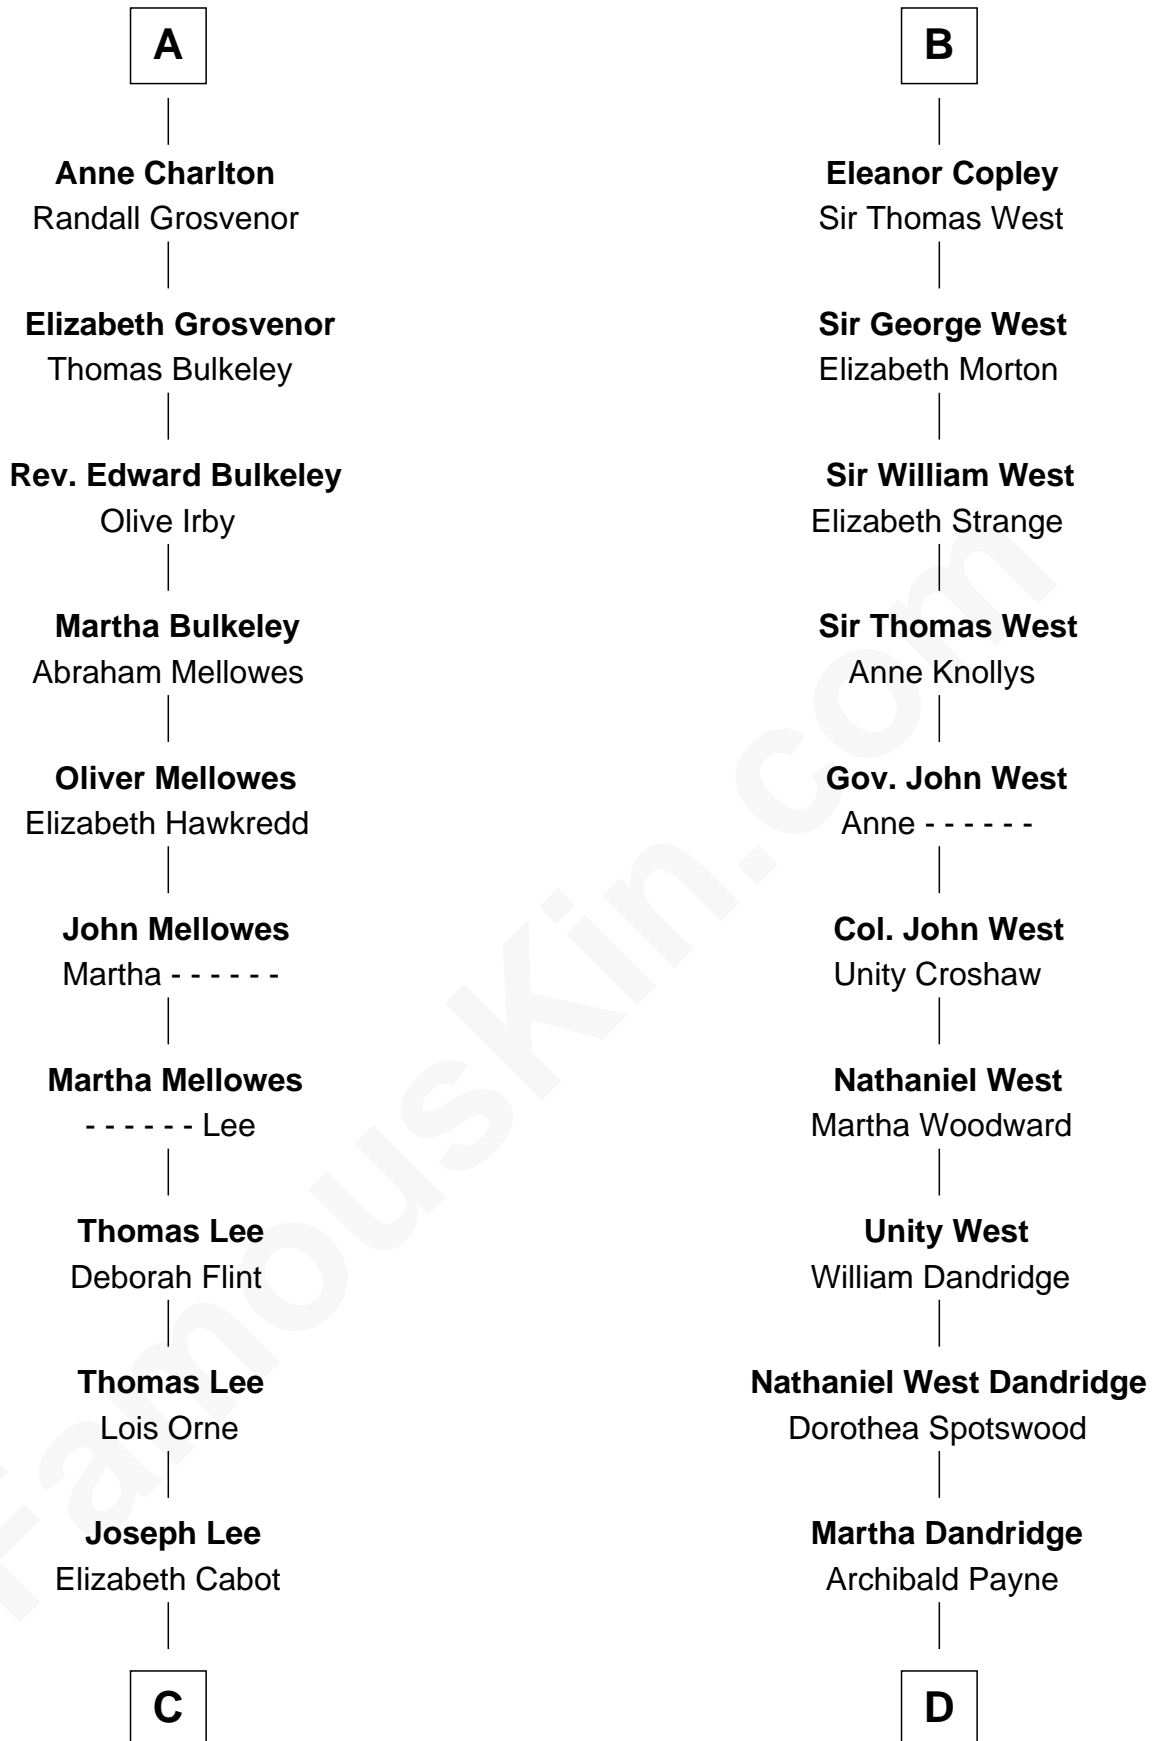 A
Anne Charlton
Randall Grosvenor
Elizabeth Grosvenor
Thomas Bulkeley
Rev. Edward Bulkeley
Olive Irby
Martha Bulkeley
Abraham Mellowes
Oliver Mellowes
Elizabeth Hawkredd
John Mellowes
Martha - - - - - -
Martha Mellowes
- - - - - - Lee
Thomas Lee
Deborah Flint
Thomas Lee
Lois Orne
Joseph Lee
Elizabeth Cabot
C
B
Eleanor Copley
Sir Thomas West
Sir George West
Elizabeth Morton
Sir William West
Elizabeth Strange
Sir Thomas West
Anne Knollys
Gov. John West
Anne - - - - - -
Col. John West
Unity Croshaw
Nathaniel West
Martha Woodward
Unity West
William Dandridge
Nathaniel West Dandridge
Dorothea Spotswood
Martha Dandridge
Archibald Payne
D
FamousKin.com